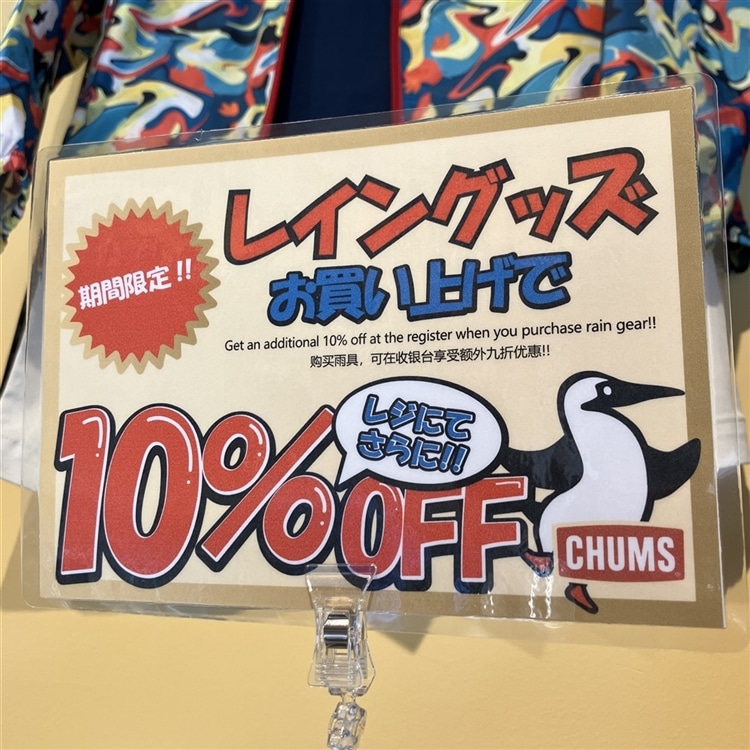 レイングッズ
期間限定!!
お買い上げで
Get an additional 10% off at the register when you purchase rain gear!!
购买雨具，可在收银台享受额外九折优惠!!
レジにて
さらに!!
10%OFF
CHUMS